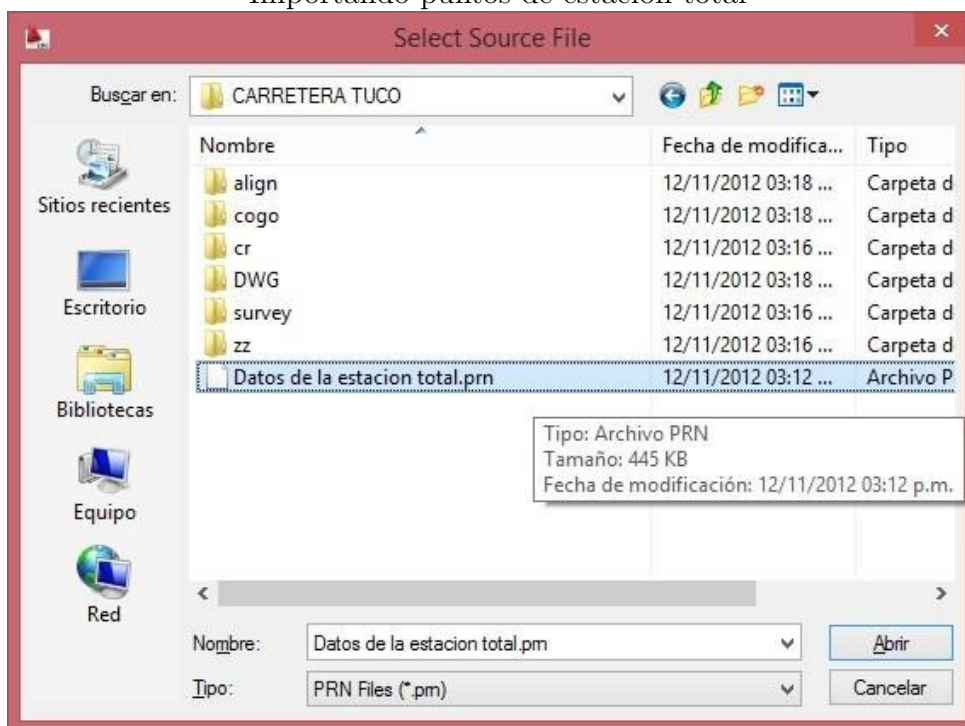 Importando puntos de estación total
Select Source File
Buscar en: CARRETERA TUCO
Nombre Fecha de modifica... Tipo
align 12/11/2012 03:18 ... Carpeta d
cogo 12/11/2012 03:18 ... Carpeta d
cr 12/11/2012 03:16 ... Carpeta d
DWG 12/11/2012 03:18 ... Carpeta d
survey 12/11/2012 03:16 ... Carpeta d
zz 12/11/2012 03:16 ... Carpeta d
Datos de la estacion total.prn 12/11/2012 03:12 ... Archivo P
Tipo: Archivo PRN
Tamaño: 445 KB
Fecha de modificación: 12/11/2012 03:12 p.m.
Sitios recientes
Escritorio
Bibliotecas
Equipo
Red
Nombre: Datos de la estacion total.prn Abrir
Tipo: PRN Files (*.prn) Cancelar